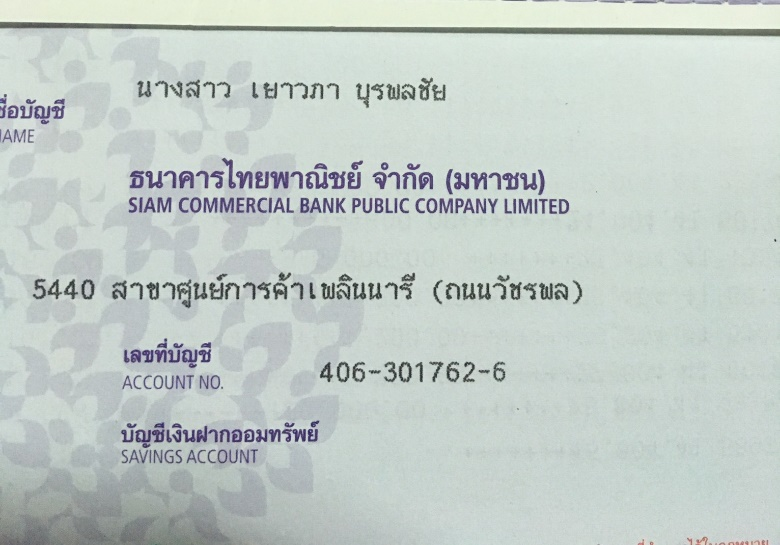 นางสาว เยาวภา บุรพลชัย
ชื่อบัญชี
NAME
ธนาคารไทยพาณิชย์ จำกัด (มหาชน)
SIAM COMMERCIAL BANK PUBLIC COMPANY LIMITED
5440 สาขาศูนย์การค้าเพลินนารี่ (ถนนวัชรพล)
เลขที่บัญชี
ACCOUNT NO. 406-301762-6
บัญชีเงินฝากออมทรัพย์
SAVINGS ACCOUNT